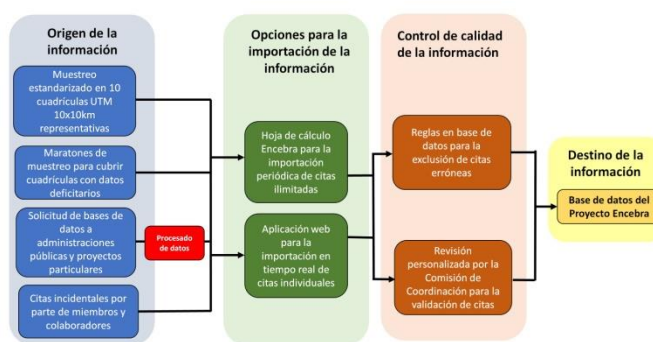 Origen de la
información
Muestreo
estandarizado en 10
cuadrículas UTM
10x10km
representativas
Maratones de
muestreo para cubrir
cuadrículas con datos
deficitarios
Solicitud de bases de
datos a
administraciones
públicas y proyectos
particulares
Citas incidentales por
parte de miembros y
colaboradores
Procesado
de datos
Opciones para la
importación de la
información
Hoja de cálculo
Encebra para la
importación
periódica de citas
ilimitadas
Aplicación web
para la
importación en
tiempo real de
citas individuales
Control de calidad
de la información
Reglas en base de
datos para la
exclusión de citas
erróneas
Revisión
personalizada por la
Comisión de
Coordinación para la
validación de citas
Destino de la
información
Base de datos del
Proyecto Encebra